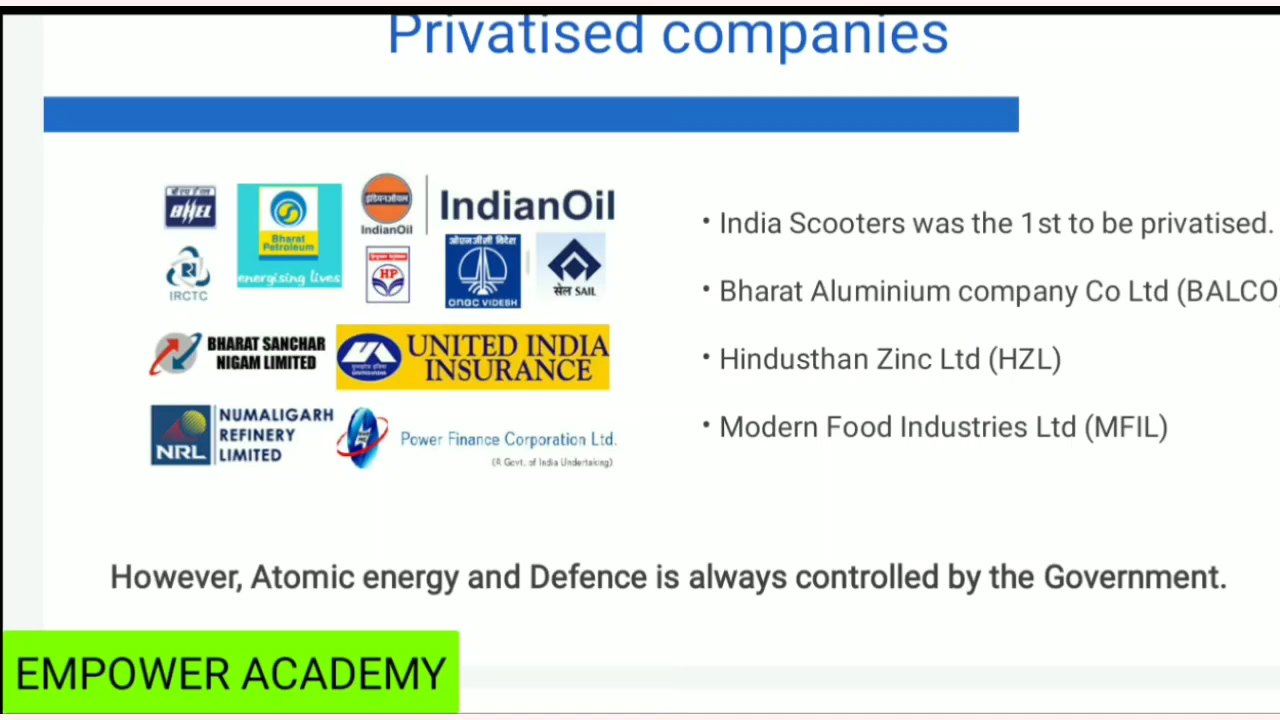 Privatised companies
बीएचईएल
BHEL
Bharat
Petroleum
energising lives
इंडियनऑयल
IndianOil
IndianOil
IRCTC
HP
ओएनजीसी विदेश
ONGC VIDESH
सेल SAIL
BHARAT SANCHAR
NIGAM LIMITED
UNITED INDIA
INSURANCE
NRL
NUMALIGARH
REFINERY
LIMITED
Power Finance Corporation Ltd.
(A Govt. of India Undertaking)
• India Scooters was the 1st to be privatised.
• Bharat Aluminium company Co Ltd (BALCO)
• Hindusthan Zinc Ltd (HZL)
• Modern Food Industries Ltd (MFIL)
However, Atomic energy and Defence is always controlled by the Government.
EMPOWER ACADEMY